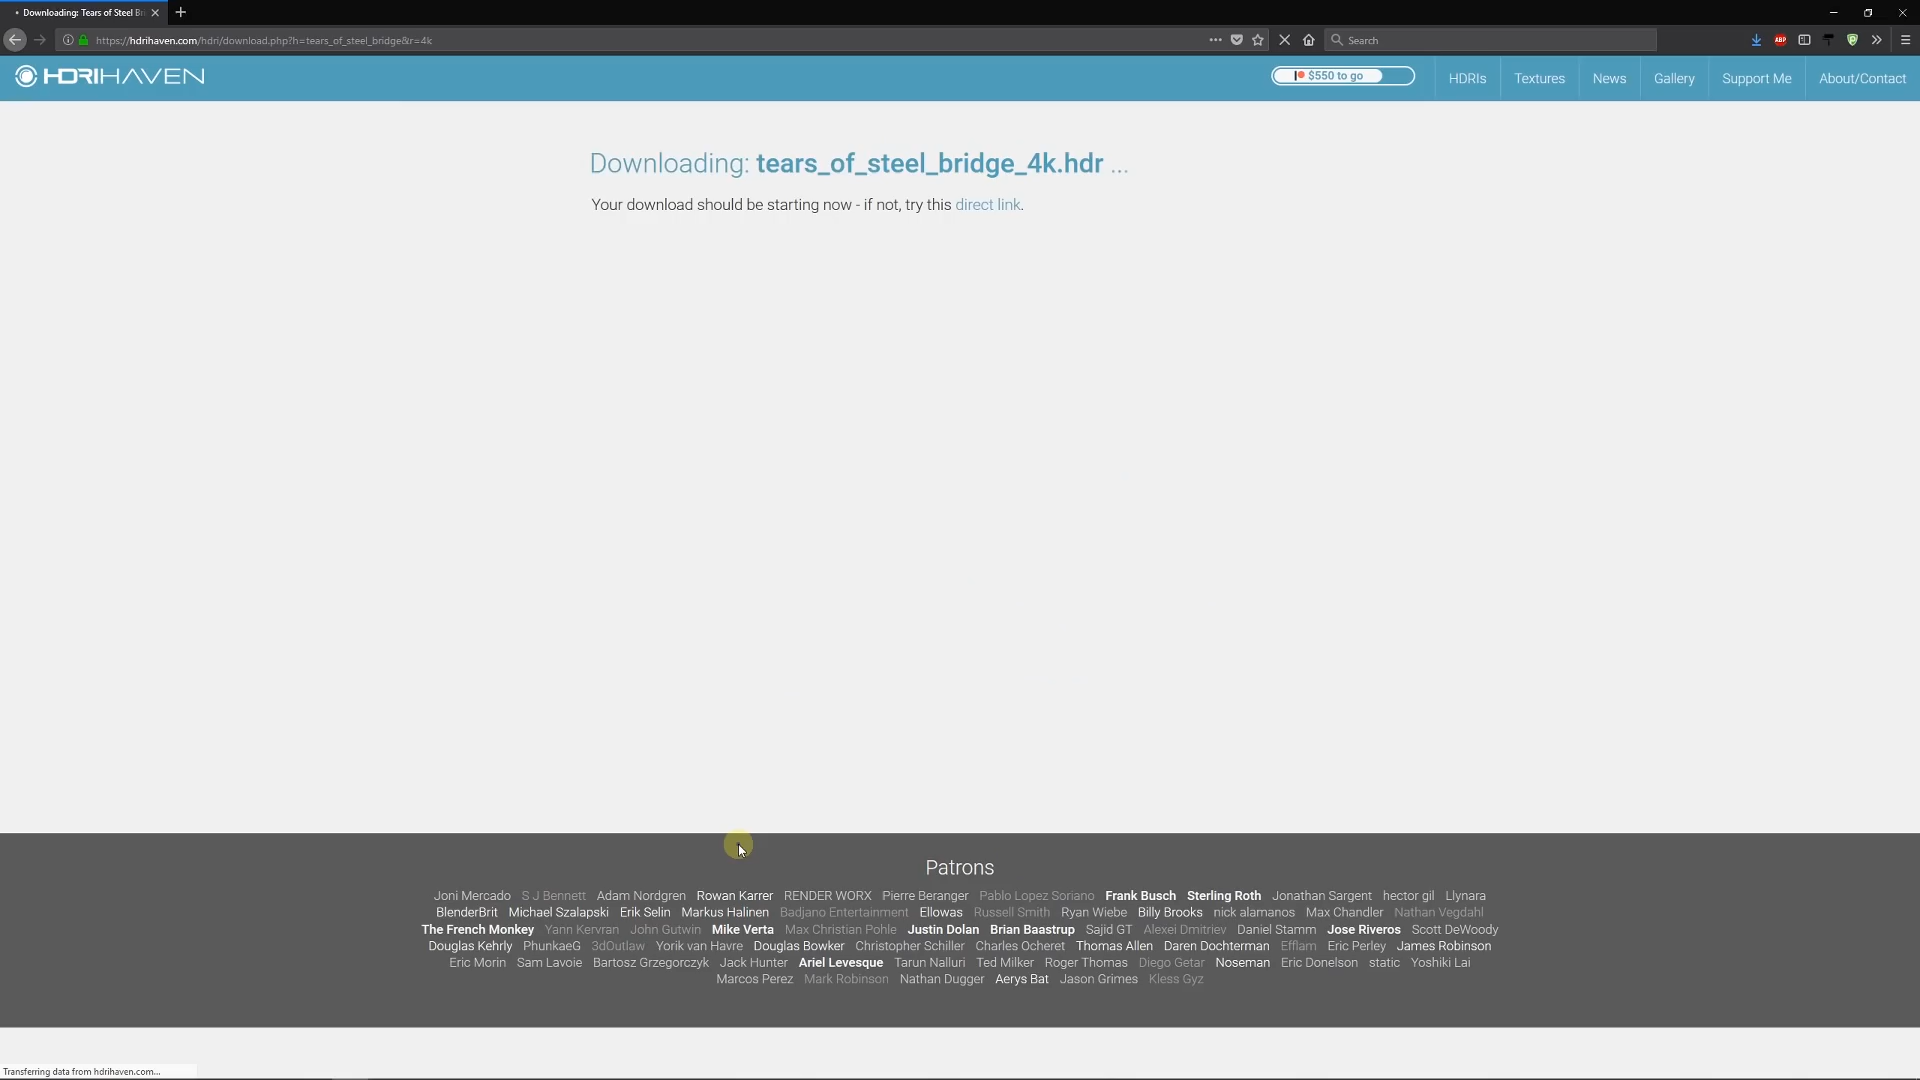 Downloading: Tears of Steel Bri
https://hdrihaven.com/hdri/download.php?h=tears_of_steel_bridge&r=4k
Search
ABP
HDRIHAVEN
$550 to go
HDRIs
Textures
News
Gallery
Support Me
About/Contact
Downloading: tears_of_steel_bridge_4k.hdr ...
Your download should be starting now - if not, try this direct link.
Patrons
Joni Mercado S J Bennett Adam Nordgren Rowan Karrer RENDER WORX Pierre Beranger Pablo Lopez Soriano Frank Busch Sterling Roth Jonathan Sargent hector gil Llynara
BlenderBrit Michael Szalapski Erik Selin Markus Halinen Badjano Entertainment Ellowas Russell Smith Ryan Wiebe Billy Brooks nick alamanos Max Chandler Nathan Vegdahl
The French Monkey Yann Kervran John Gutwin Mike Verta Max Christian Pohle Justin Dolan Brian Baastrup Sajid GT Alexei Dmitriev Daniel Stamm Jose Riveros Scott DeWoody
Douglas Kehrly PhunkaeG 3dOutlaw Yorik van Havre Douglas Bowker Christopher Schiller Charles Ocheret Thomas Allen Daren Dochterman Efflam Eric Perley James Robinson
Eric Morin Sam Lavoie Bartosz Grzegorczyk Jack Hunter Ariel Levesque Tarun Nalluri Ted Milker Roger Thomas Diego Getar Noseman Eric Donelson static Yoshiki Lai
Marcos Perez Mark Robinson Nathan Dugger Aerys Bat Jason Grimes Kless Gyz
Transferring data from hdrihaven.com...